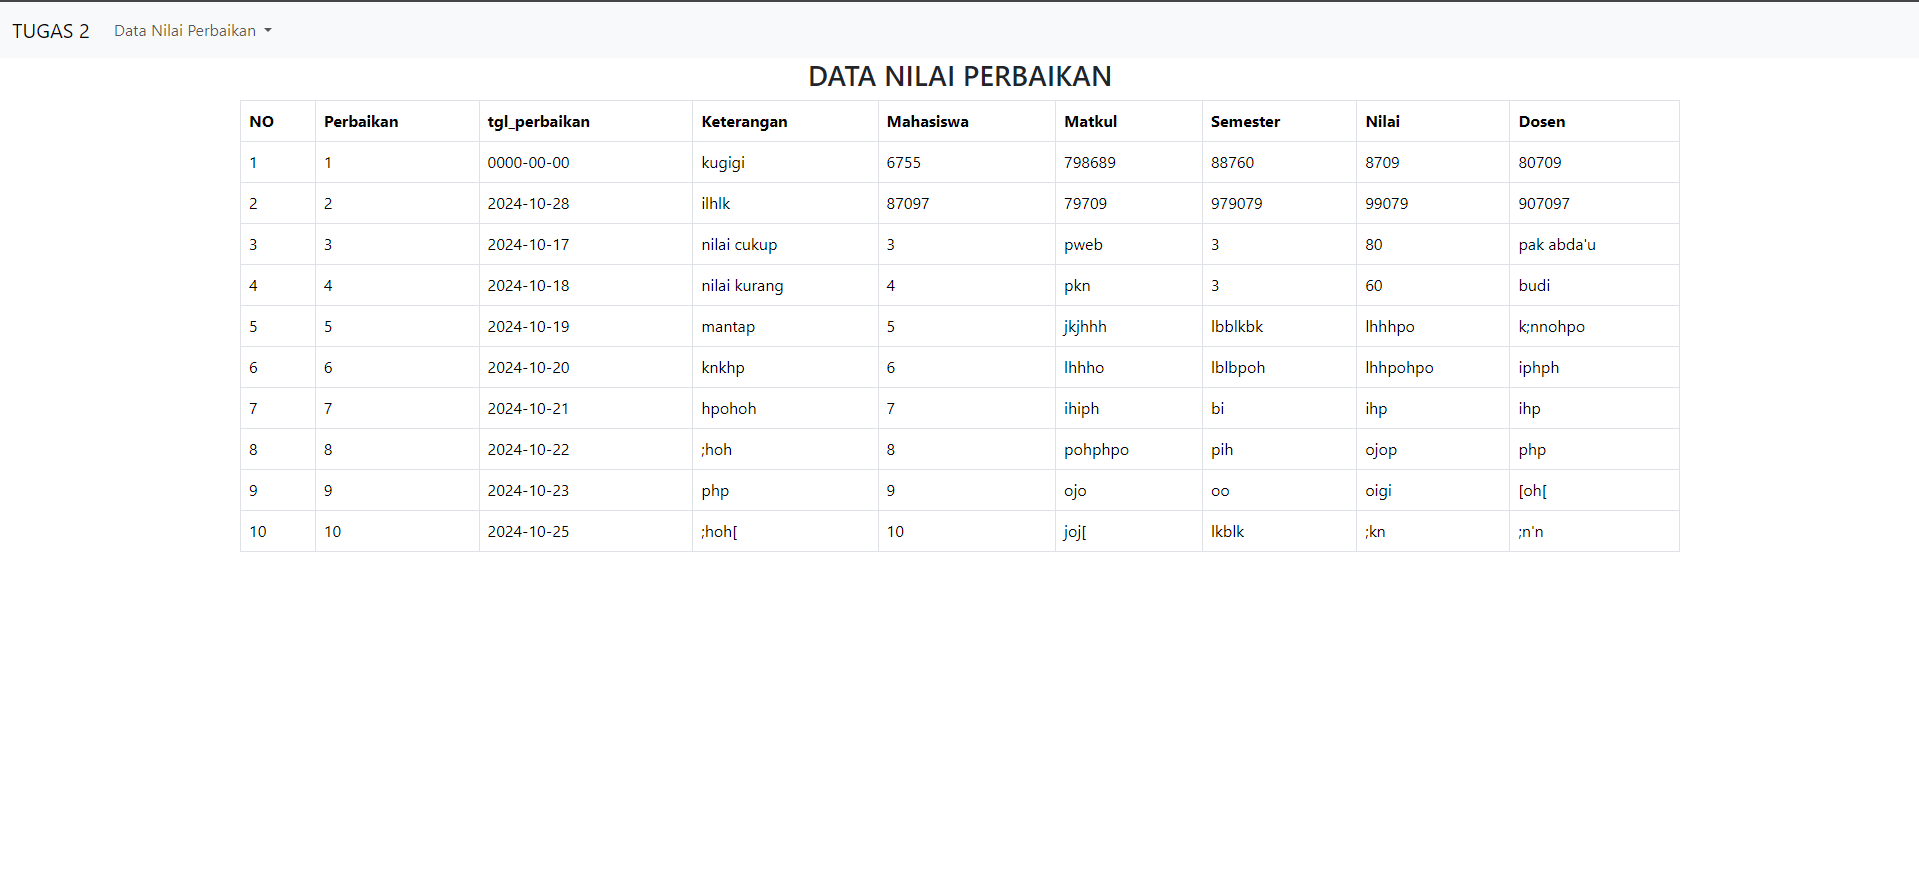 TUGAS 2 Data Nilai Perbaikan
DATA NILAI PERBAIKAN
NO Perbaikan tgl_perbaikan Keterangan Mahasiswa Matkul Semester Nilai Dosen
1 1 0000-00-00 kugigi 6755 798689 88760 8709 80709
2 2 2024-10-28 ilhlk 87097 79709 979079 99079 907097
3 3 2024-10-17 nilai cukup 3 pweb 3 80 pak abda'u
4 4 2024-10-18 nilai kurang 4 pkn 3 60 budi
5 5 2024-10-19 mantap 5 jkjhhh lbblkbk lhhhpo k;nnohpo
6 6 2024-10-20 knkhp 6 lhhho lblbpoh lhhpohpo iphph
7 7 2024-10-21 hpohoh 7 ihiph bi ihp ihp
8 8 2024-10-22 ;hoh 8 pohphpo pih ojop php
9 9 2024-10-23 php 9 ojo oo oigi [oh[
10 10 2024-10-25 ;hoh[ 10 joj[ lkblk ;kn ;n'n